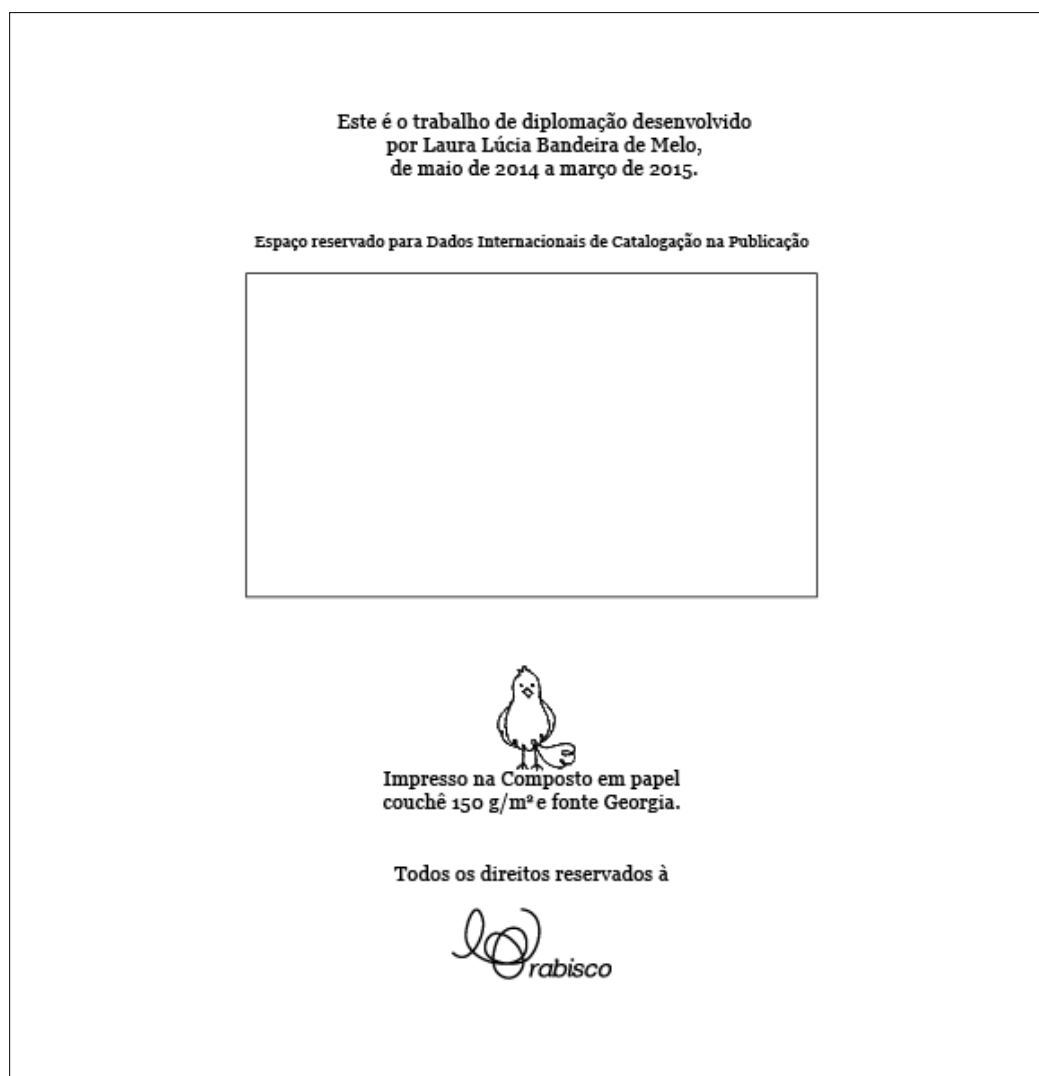 Este é o trabalho de diplomação desenvolvido
por Laura Lúcia Bandeira de Melo,
de maio de 2014 a março de 2015.
Espaço reservado para Dados Internacionais de Catalogação na Publicação
Impresso na Composto em papel
couchê 150 g/m² e fonte Georgia.
Todos os direitos reservados à
rabisco